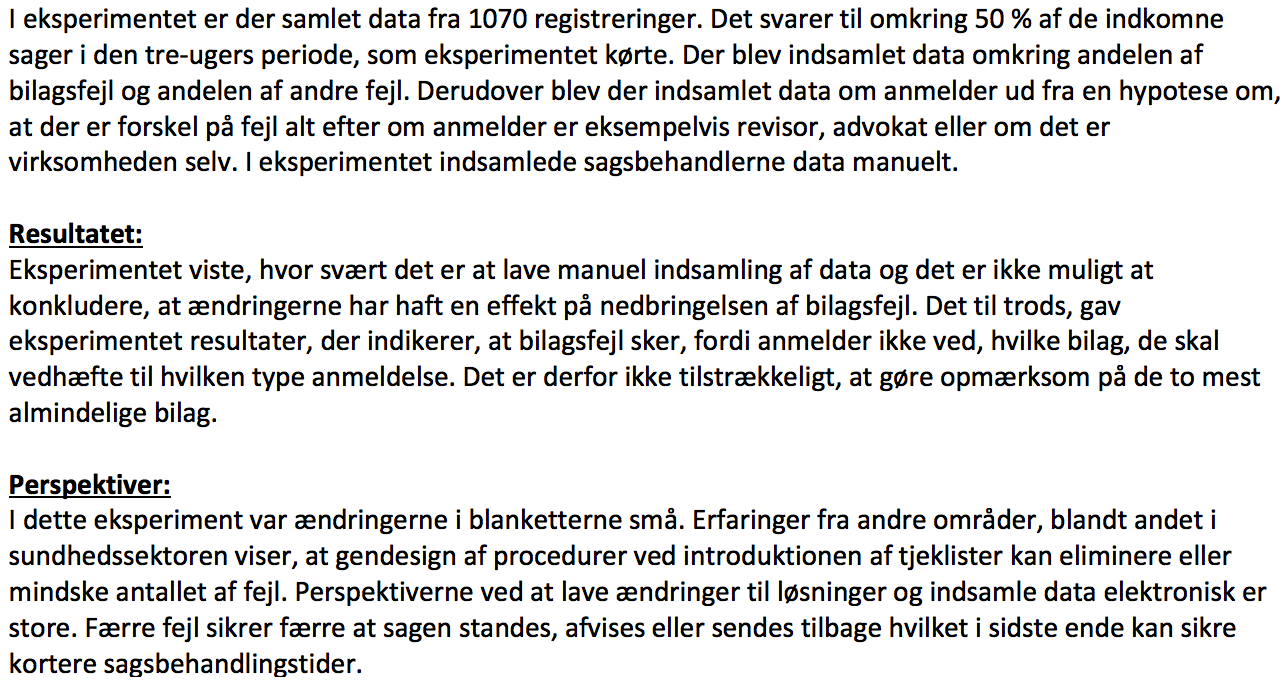 I eksperimentet er der samlet data fra 1070 registreringer. Det svarer til omkring 50 % af de indkomne
sager i den tre-ugers periode, som eksperimentet kørte. Der blev indsamlet data omkring andelen af
bilagsfejl og andelen af andre fejl. Derudover blev der indsamlet data om anmelder ud fra en hypotese om,
at der er forskel på fejl alt efter om anmelder er eksempelvis revisor, advokat eller om det er
virksomheden selv. I eksperimentet indsamlede sagsbehandlerne data manuelt.
Resultatet:
Eksperimentet viste, hvor svært det er at lave manuel indsamling af data og det er ikke muligt at
konkludere, at ændringerne har haft en effekt på nedbringelsen af bilagsfejl. Det til trods, gav
eksperimentet resultater, der indikerer, at bilagsfejl sker, fordi anmelder ikke ved, hvilke bilag, de skal
vedhæfte til hvilken type anmeldelse. Det er derfor ikke tilstrækkeligt, at gøre opmærksom på de to mest
almindelige bilag.
Perspektiver:
I dette eksperiment var ændringerne i blanketterne små. Erfaringer fra andre områder, blandt andet i
sundhedssektoren viser, at gendesign af procedurer ved introduktionen af tjeklister kan eliminere eller
mindske antallet af fejl. Perspektiverne ved at lave ændringer til løsninger og indsamle data elektronisk er
store. Færre fejl sikrer færre at sagen standes, afvises eller sendes tilbage hvilket i sidste ende kan sikre
kortere sagsbehandlingstider.